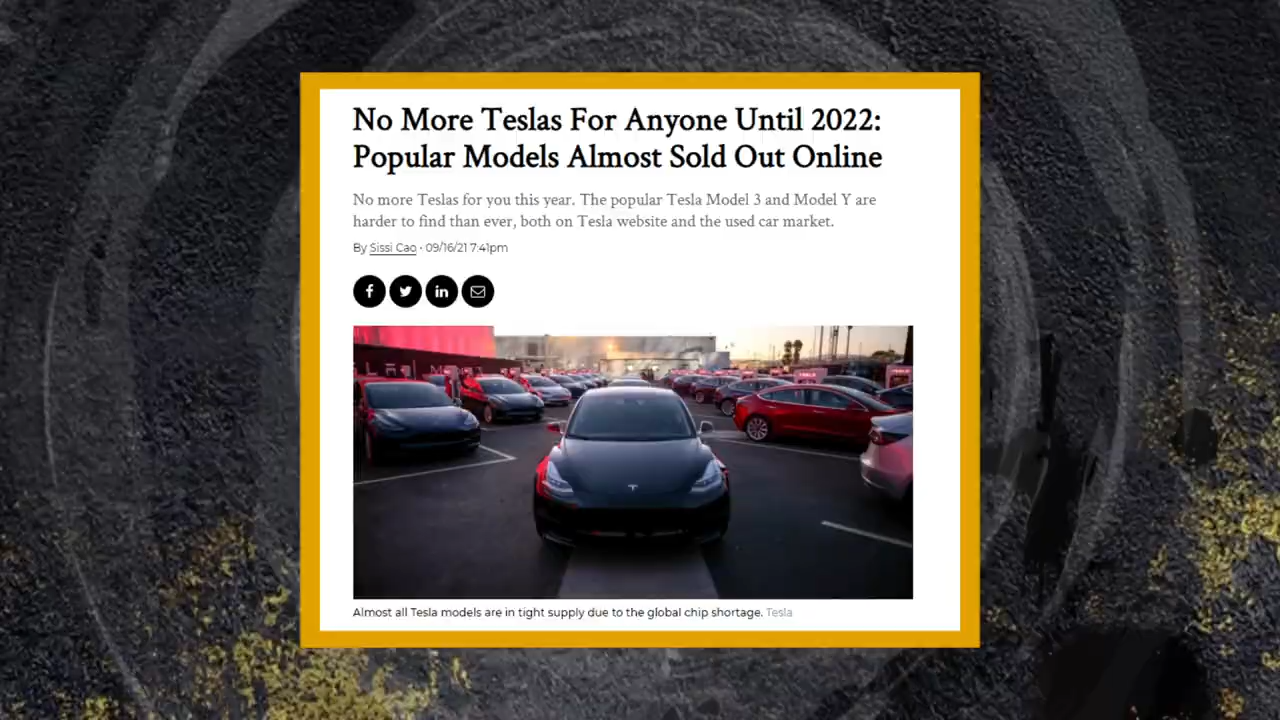 No More Teslas For Anyone Until 2022:
Popular Models Almost Sold Out Online
No more Teslas for you this year. The popular Tesla Model 3 and Model Y are
harder to find than ever, both on Tesla website and the used car market.
By Sissi Cao · 09/16/21 7:41pm
Almost all Tesla models are in tight supply due to the global chip shortage. Tesla